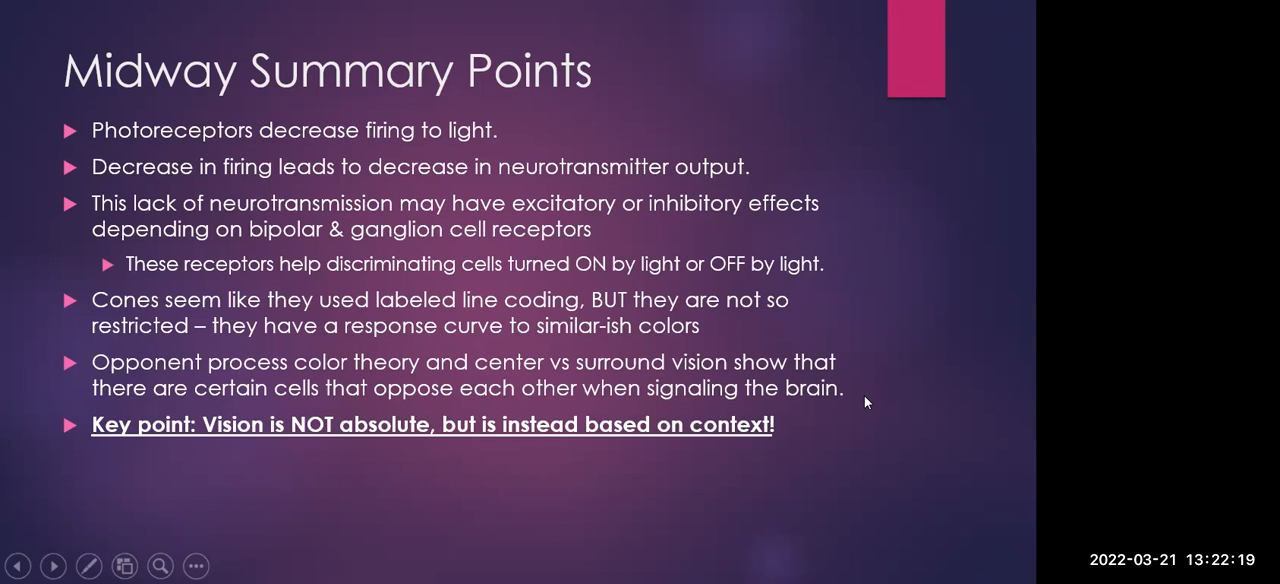 Midway Summary Points
Photoreceptors decrease firing to light.
Decrease in firing leads to decrease in neurotransmitter output.
This lack of neurotransmission may have excitatory or inhibitory effects
depending on bipolar & ganglion cell receptors
These receptors help discriminating cells turned ON by light or OFF by light.
Cones seem like they used labeled line coding, BUT they are not so
restricted – they have a response curve to similar-ish colors
Opponent process color theory and center vs surround vision show that
there are certain cells that oppose each other when signaling the brain.
Key point: Vision is NOT absolute, but is instead based on context!
2022-03-21 13:22:19